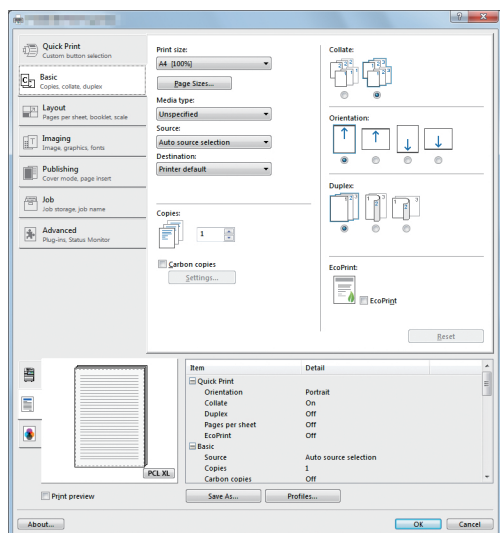 Quick Print
Custom button selection
Basic
Copies, collate, duplex
Layout
Pages per sheet, booklet, scale
Imaging
Image, graphics, fonts
Publishing
Cover mode, page insert
Job
Job storage, job name
Advanced
Plug-ins, Status Monitor
Print size:
A4 [100%]
Page Sizes...
Media type:
Unspecified
Source:
Auto source selection
Destination:
Printer default
Copies:
1
Carbon copies
Settings...
Collate:
Orientation:
Duplex:
EcoPrint:
EcoPrint
Reset
Item Detail
Quick Print
Orientation Portrait
Collate On
Duplex Off
Pages per sheet Off
EcoPrint Off
Basic
Source Auto source selection
Copies 1
Carbon copies Off
PCL XL
Print preview
Save As...
Profiles...
About...
OK
Cancel